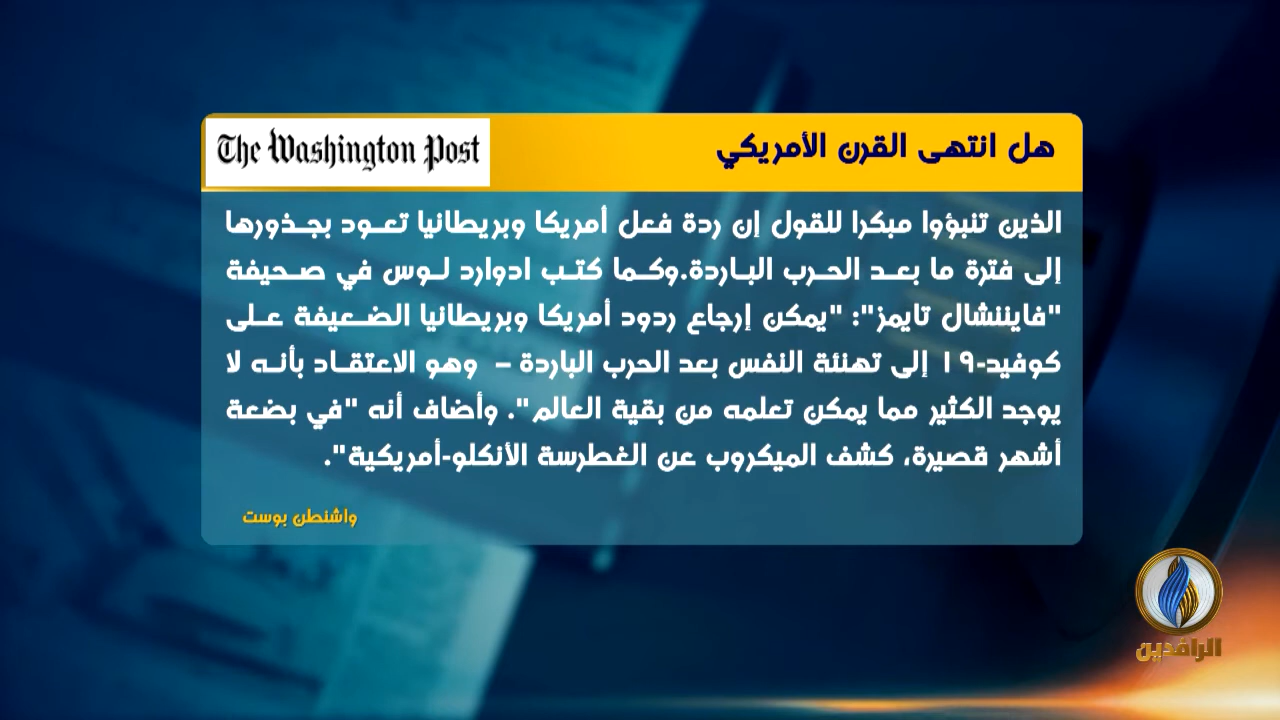 هل انتهى القرن الأمريكي
The Washington Post
الذين تنبؤوا مبكرا للقول إن ردة فعل أمريكا وبريطانيا تعود بجذورها
إلى فترة ما بعد الحرب الباردة.وكما كتب ادوارد لوس في صحيفة
"فايننشال تايمز": "يمكن إرجاع ردود أمريكا وبريطانيا الضعيفة على
كوفيد-١٩ إلى تهنئة النفس بعد الحرب الباردة – وهو الاعتقاد بأنه لا
يوجد الكثير مما يمكن تعلمه من بقية العالم". وأضاف أنه "في بضعة
أشهر قصيرة، كشف الميكروب عن الغطرسة الأنكلو-أمريكية".
واشنطن بوست
الرافدين